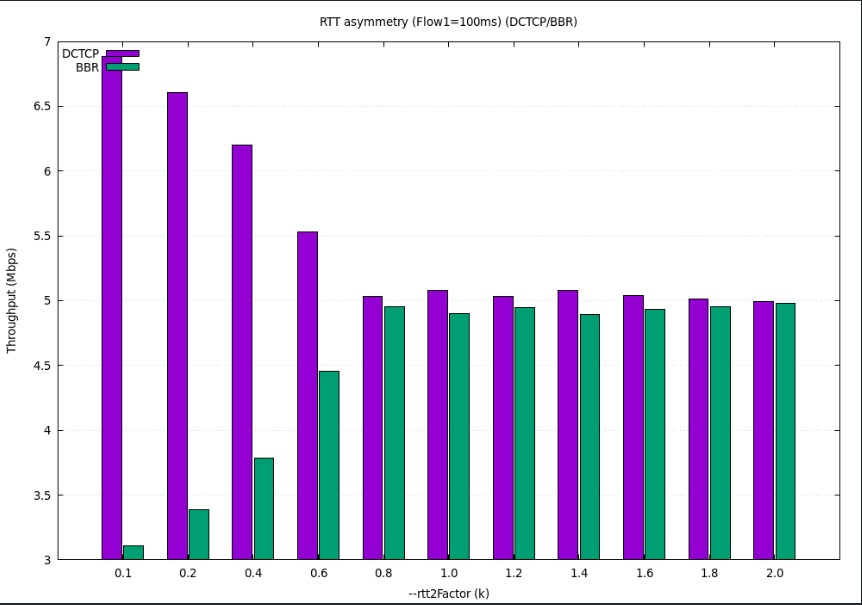 RTT asymmetry (Flow1=100ms) (DCTCP/BBR)
7
DCTCP
BBR
6.5
6
5.5
5
4.5
4
3.5
3
Throughput (Mbps)
0.1 0.2 0.4 0.6 0.8 1.0 1.2 1.4 1.6 1.8 2.0
--rtt2Factor (k)